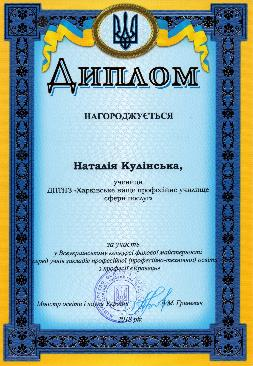 ДИПЛОМ
НАГОРОДЖУЄТЬСЯ
Наталія Кулінська,
учениця
ДПТНЗ «Харківське вище професійне училище
сфери послуг»
за участь
у Всеукраїнському конкурсі фахової майстерності
серед учнів закладів професійної (професійно-технічної) освіти
з професії «Кравець»
Міністр освіти і науки України Л.М. Гриневич
2018 рік